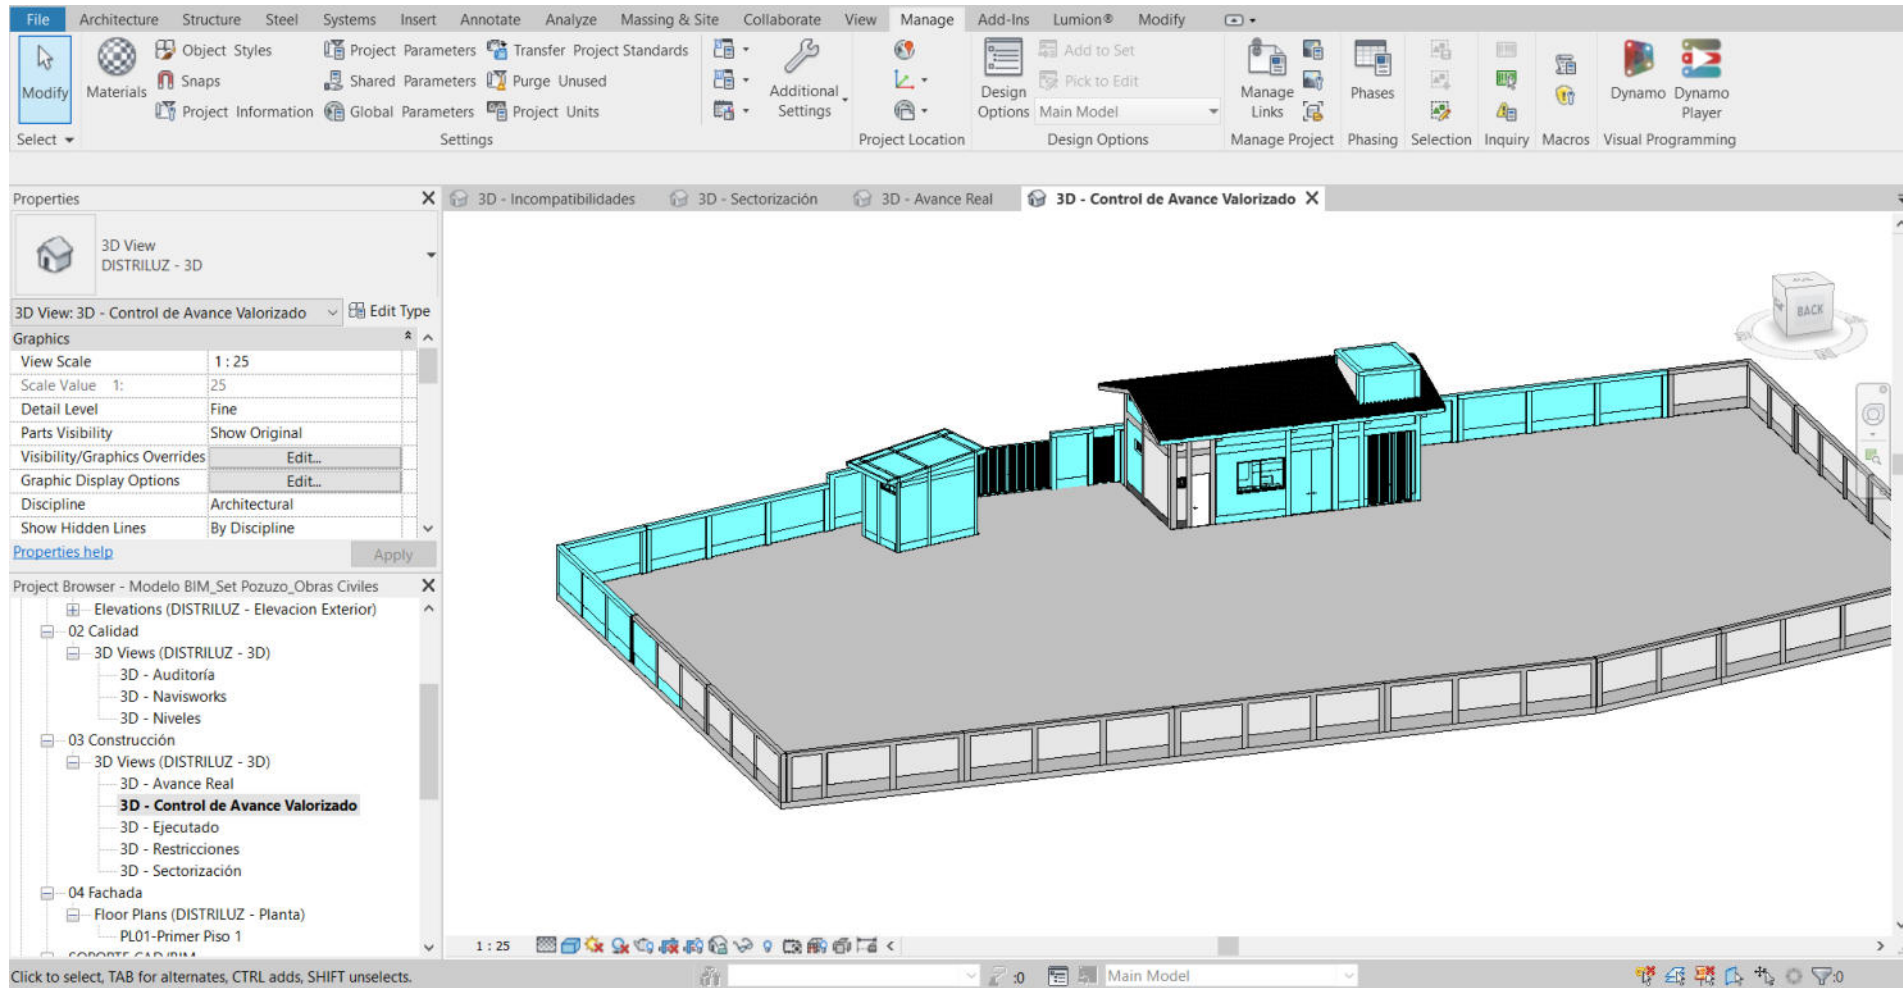 File Architecture Structure Steel Systems Insert Annotate Analyze Massing & Site Collaborate View Manage Add-Ins Lumion® Modify
Modify
Select
Materials
Object Styles
Snaps
Project Information
Project Parameters
Shared Parameters
Global Parameters
Transfer Project Standards
Purge Unused
Project Units
Settings
Additional
Settings
Project Location
Design
Options
Add to Set
Pick to Edit
Main Model
Design Options
Manage
Links
Manage Project
Phases
Phasing
Selection
Inquiry
Macros
Dynamo
Dynamo
Player
Visual Programming
Properties
3D - Incompatibilidades
3D - Sectorización
3D - Avance Real
3D - Control de Avance Valorizado
3D View
DISTRILUZ - 3D
3D View: 3D - Control de Avance Valorizado
Edit Type
Graphics
View Scale 1 : 25
Scale Value 1: 25
Detail Level Fine
Parts Visibility Show Original
Visibility/Graphics Overrides Edit...
Graphic Display Options Edit...
Discipline Architectural
Show Hidden Lines By Discipline
Properties help
Apply
BACK
Project Browser - Modelo BIM_Set Pozuzo_Obras Civiles
Elevations (DISTRILUZ - Elevacion Exterior)
02 Calidad
3D Views (DISTRILUZ - 3D)
3D - Auditoría
3D - Navisworks
3D - Niveles
03 Construcción
3D Views (DISTRILUZ - 3D)
3D - Avance Real
3D - Control de Avance Valorizado
3D - Ejecutado
3D - Restricciones
3D - Sectorización
04 Fachada
Floor Plans (DISTRILUZ - Planta)
PL01-Primer Piso 1
SOPORTE CAD/BIM
1 : 25
Click to select, TAB for alternates, CTRL adds, SHIFT unselects.
:0
Main Model
:0